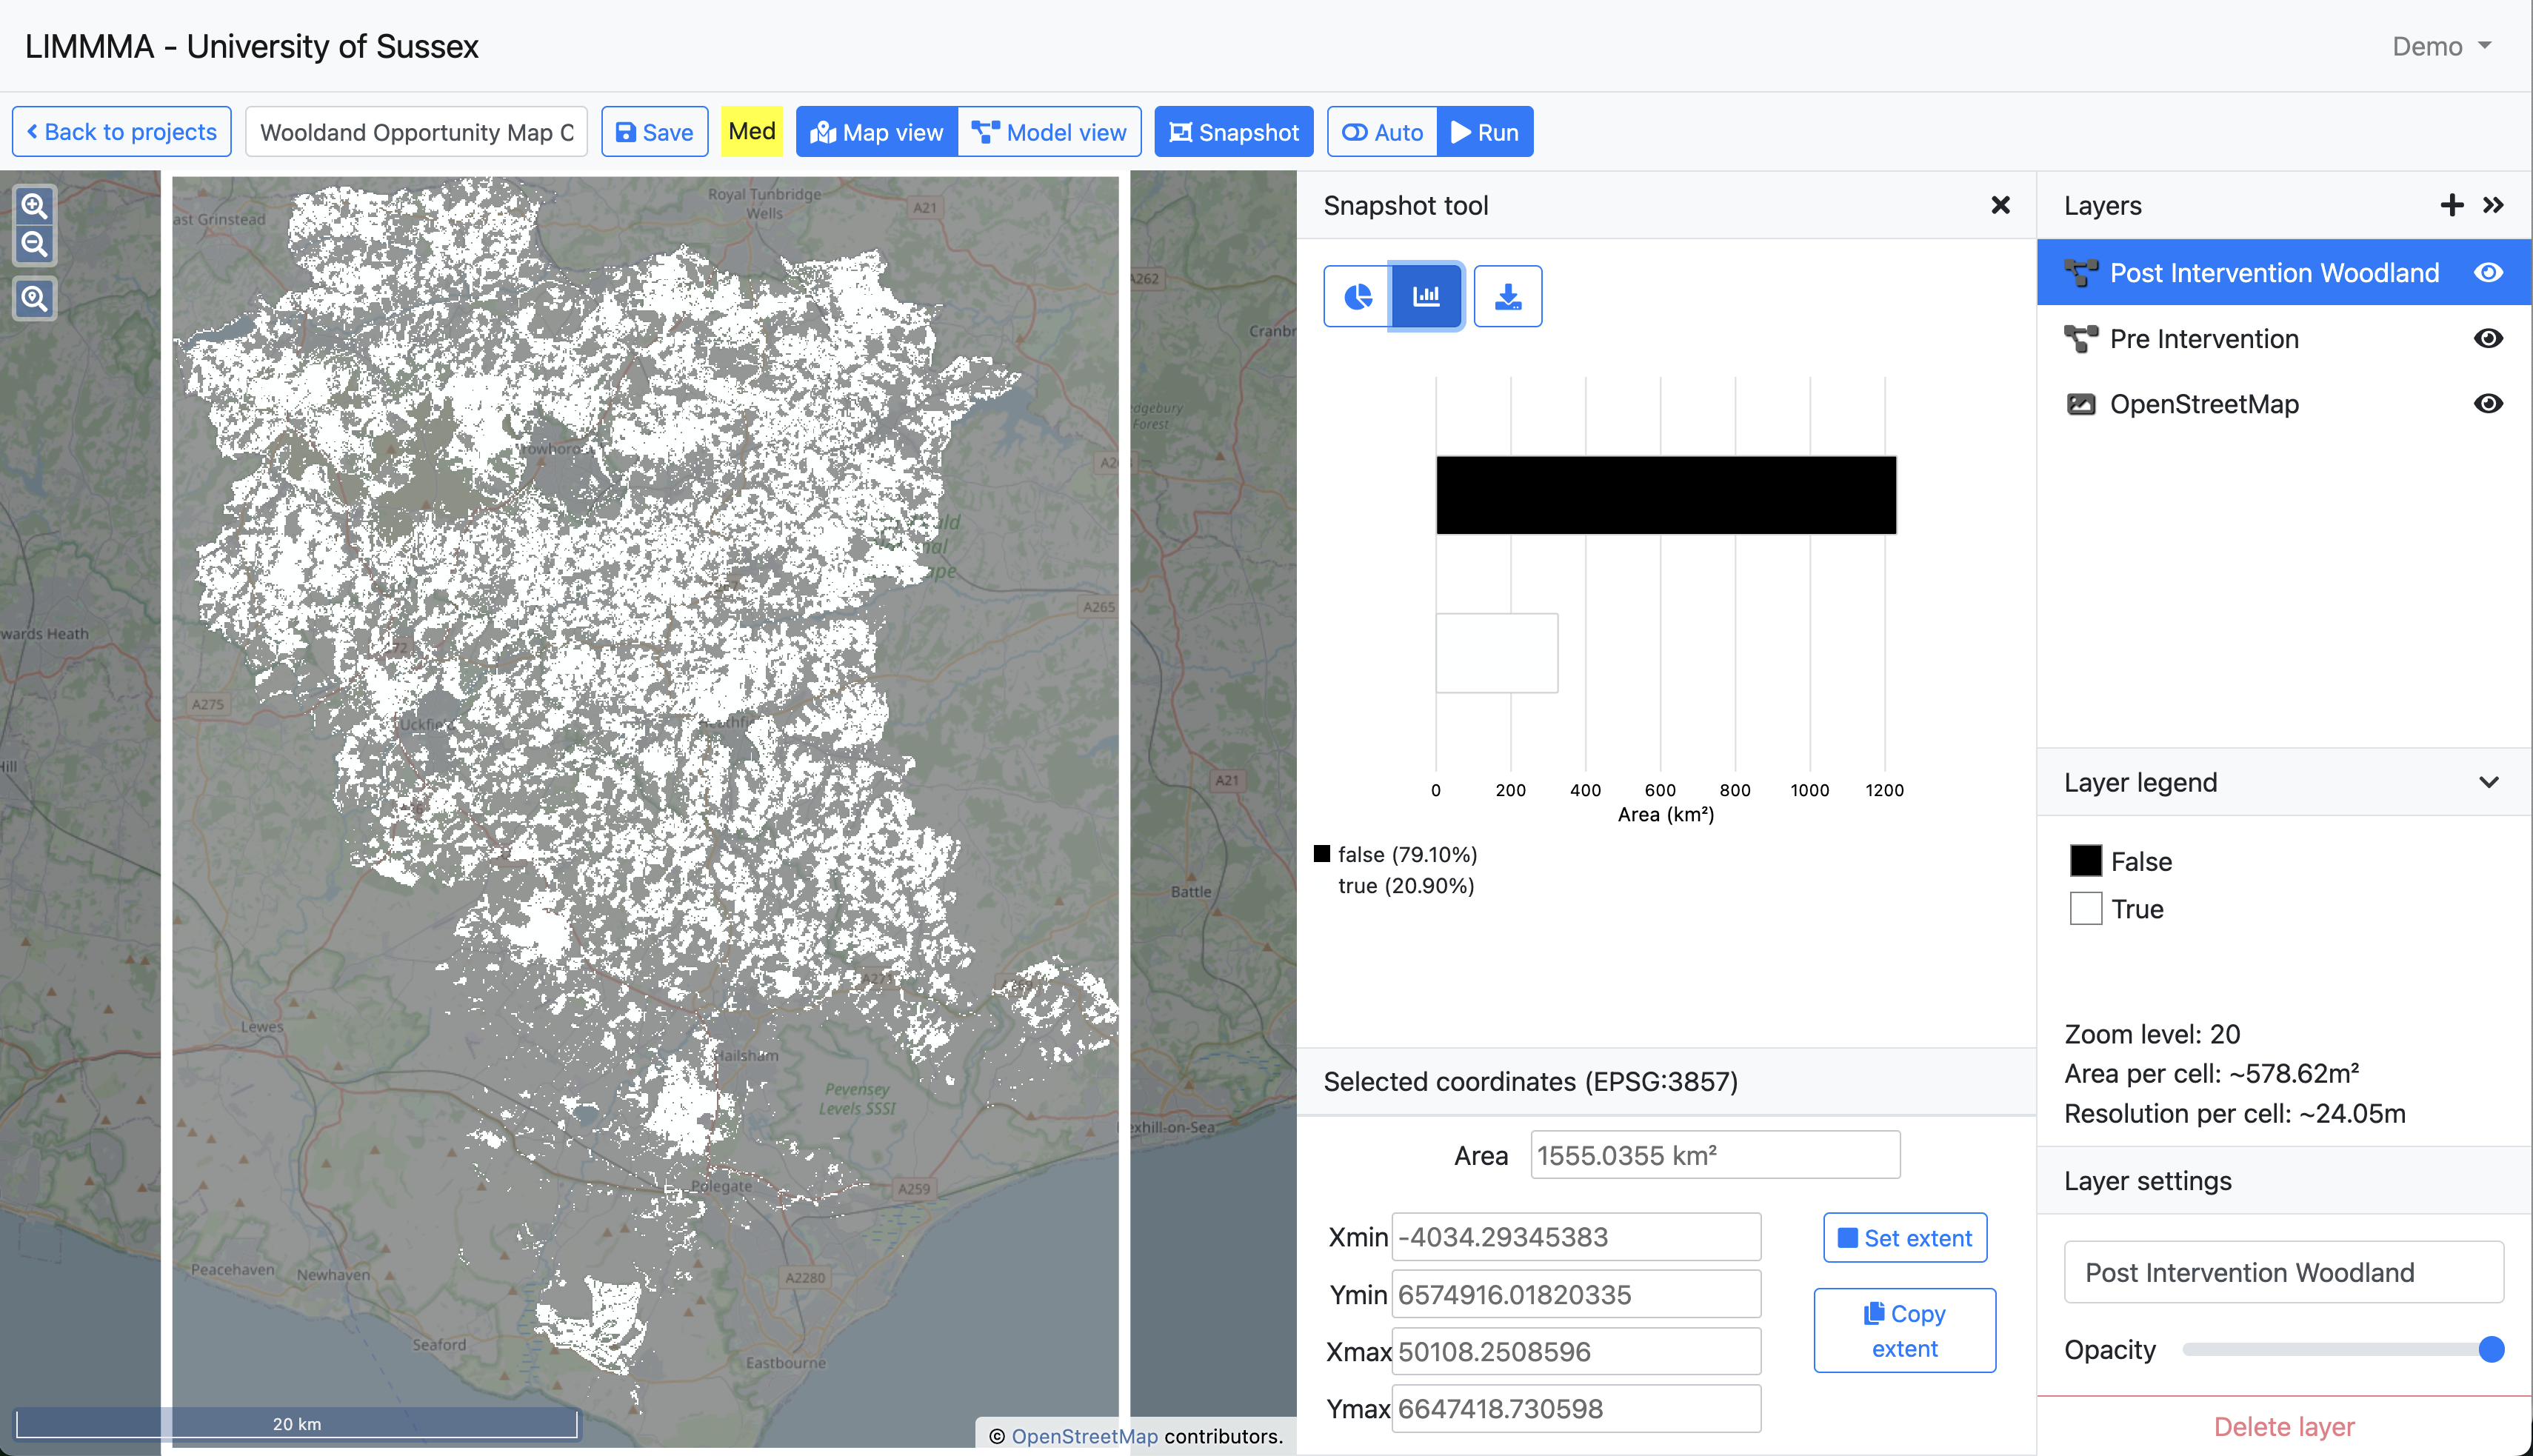 LIMMMA - University of Sussex
Demo
Back to projects
Wooldand Opportunity Map C
Save
Med
Map view
Model view
Snapshot
Auto
Run
ast Grinstead
Royal Tunbridge
Wells
A21
A262
Cranbr
edgebury
Forest
A265
wards Heath
A275
Hill
A21
Battle
Lewes
Hailsham
Pevensey
Levels SSSI
exhill-on-Sea
Polegate
A259
Peacehaven
Newhaven
A2280
Seaford
Eastbourne
20 km
© OpenStreetMap contributors.
Snapshot tool
0 200 400 600 800 1000 1200
Area (km²)
false (79.10%)
true (20.90%)
Selected coordinates (EPSG:3857)
Area 1555.0355 km²
Xmin -4034.29345383
Ymin 6574916.01820335
Xmax 50108.2508596
Ymax 6647418.730598
Set extent
Copy
extent
Layers
Post Intervention Woodland
Pre Intervention
OpenStreetMap
Layer legend
False
True
Zoom level: 20
Area per cell: ~578.62m²
Resolution per cell: ~24.05m
Layer settings
Post Intervention Woodland
Opacity
Delete layer